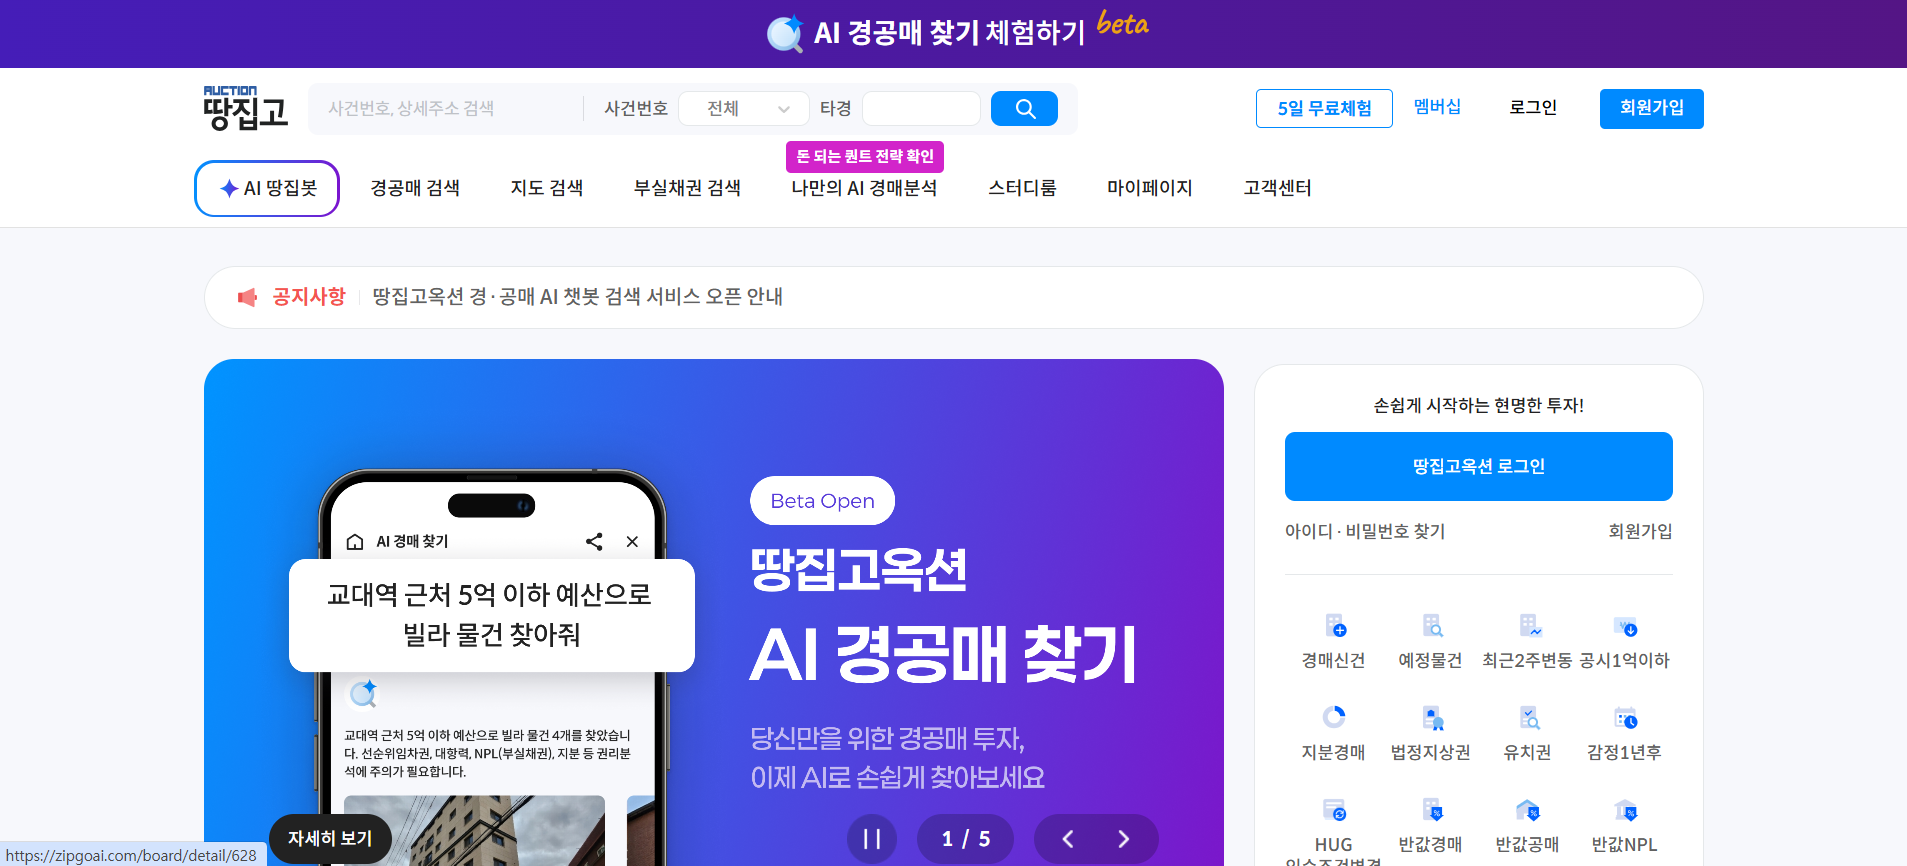 AI 경공매 찾기 체험하기 beta
AUCTION
땅집고
사건번호, 상세주소 검색
사건번호 전체 타경
5일 무료체험 멤버십 로그인 회원가입
돈 되는 퀀트 전략 확인
AI 땅집봇 경공매 검색 지도 검색 부실채권 검색 나만의 AI 경매분석 스터디룸 마이페이지 고객센터
공지사항 땅집고옥션 경·공매 AI 챗봇 검색 서비스 오픈 안내
AI 경매 찾기
교대역 근처 5억 이하 예산으로
빌라 물건 찾아줘
교대역 근처 5억 이하 예산으로 빌라 물건 4개를 찾았습니
다. 선순위임차권, 대항력, NPL(부실채권), 지분 등 권리분
석에 주의가 필요합니다.
자세히 보기
Beta Open
땅집고옥션
AI 경공매 찾기
당신만을 위한 경공매 투자,
이제 AI로 손쉽게 찾아보세요
1 / 5
손쉽게 시작하는 현명한 투자!
땅집고옥션 로그인
아이디 · 비밀번호 찾기 회원가입
경매신건 예정물건 최근2주변동 공시1억이하
지분경매 법정지상권 유치권 감정1년후
HUG 반값경매 반값공매 반값NPL
인수조건변경
https://zipgoai.com/board/detail/628